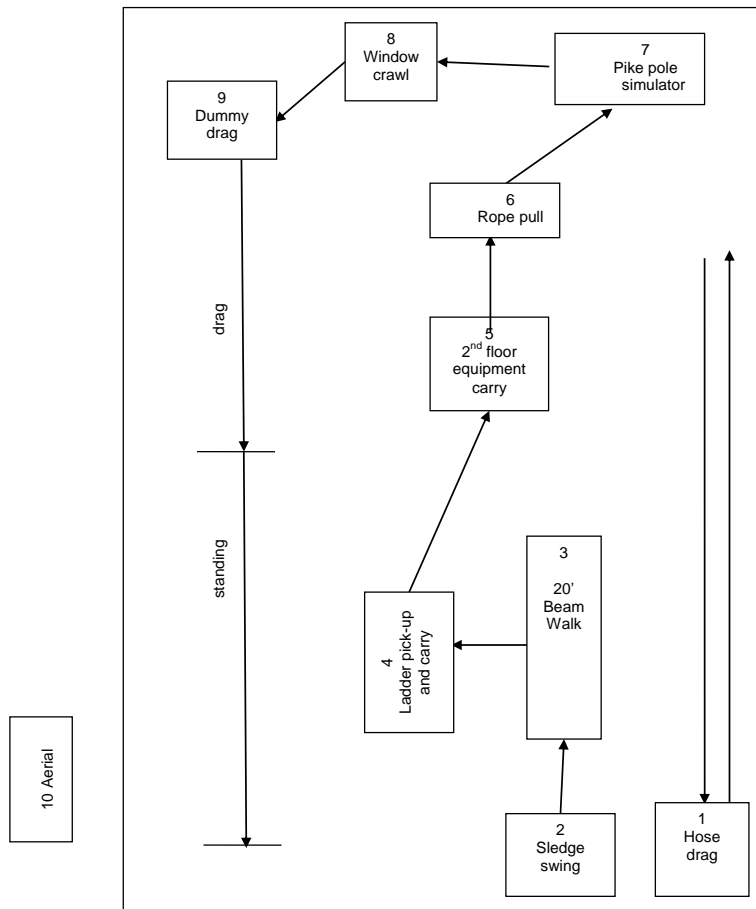 8
Window
crawl
7
Pike pole
simulator
9
Dummy
drag
6
Rope pull
drag
5
2nd floor
equipment
carry
standing
3
20'
Beam
Walk
4
Ladder pick-up
and carry
10 Aerial
2
Sledge
swing
1
Hose
drag